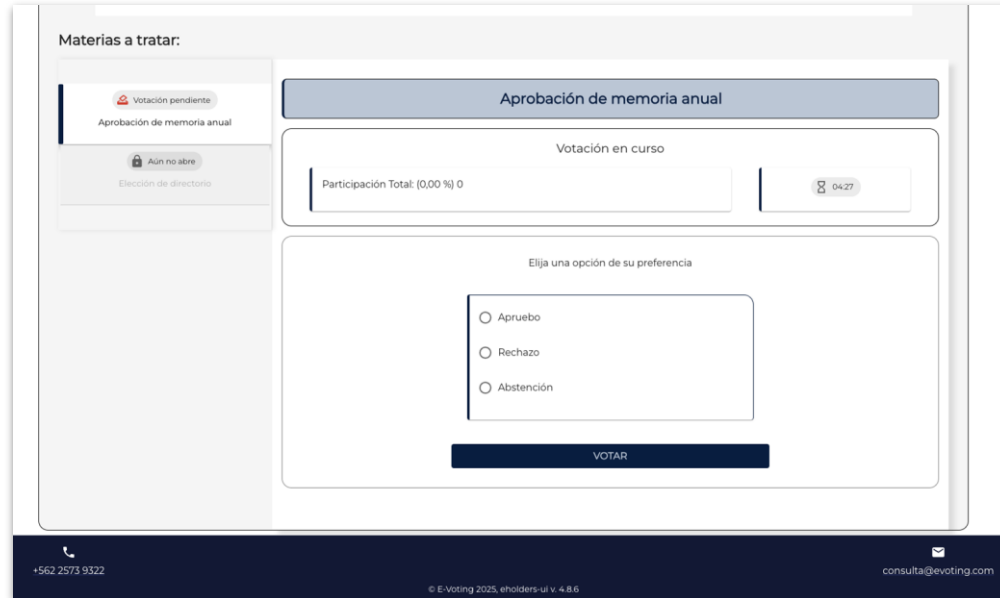 Materias a tratar:
Votación pendiente
Aprobación de memoria anual
Aún no abre
Elección de directorio
Aprobación de memoria anual
Votación en curso
Participación Total: (0,00 %) 0
04:27
Elija una opción de su preferencia
Apruebo
Rechazo
Abstención
VOTAR
+562 2573 9322
consulta@evoting.com
© E-Voting 2025, eholders-ui v. 4.8.6